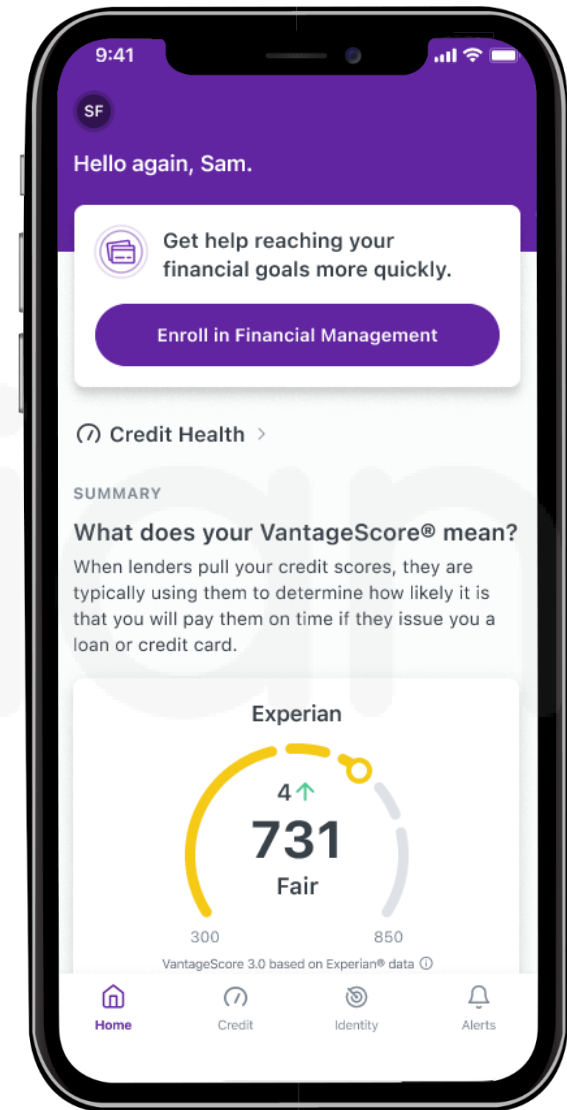 9:41
SF
Hello again, Sam.
Get help reaching your
financial goals more quickly.
Enroll in Financial Management
Credit Health
SUMMARY
What does your VantageScore® mean?
When lenders pull your credit scores, they are
typically using them to determine how likely it is
that you will pay them on time if they issue you a
loan or credit card.
Experian
4
731
Fair
300 850
VantageScore 3.0 based on Experian® data
Home Credit Identity Alerts